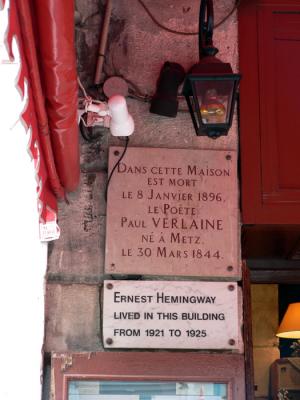 DANS CETTE MAISON
EST MORT
LE 8 JANVIER 1896,
LE POÈTE
PAUL VERLAINE
NÉ À METZ,
LE 30 MARS 1844.
ERNEST HEMINGWAY
LIVED IN THIS BUILDING
FROM 1921 TO 1925